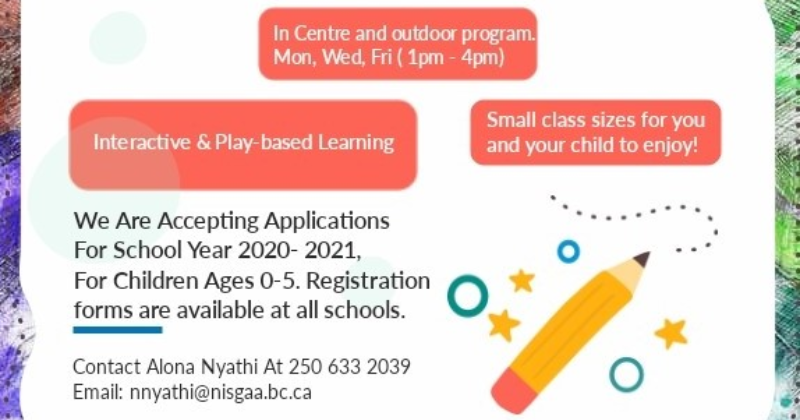 In Centre and outdoor program.
Mon, Wed, Fri ( 1pm - 4pm)
Interactive & Play-based Learning
Small class sizes for you
and your child to enjoy!
We Are Accepting Applications
For School Year 2020- 2021,
For Children Ages 0-5. Registration
forms are available at all schools.
Contact Alona Nyathi At 250 633 2039
Email: nnyathi@nisgaa.bc.ca